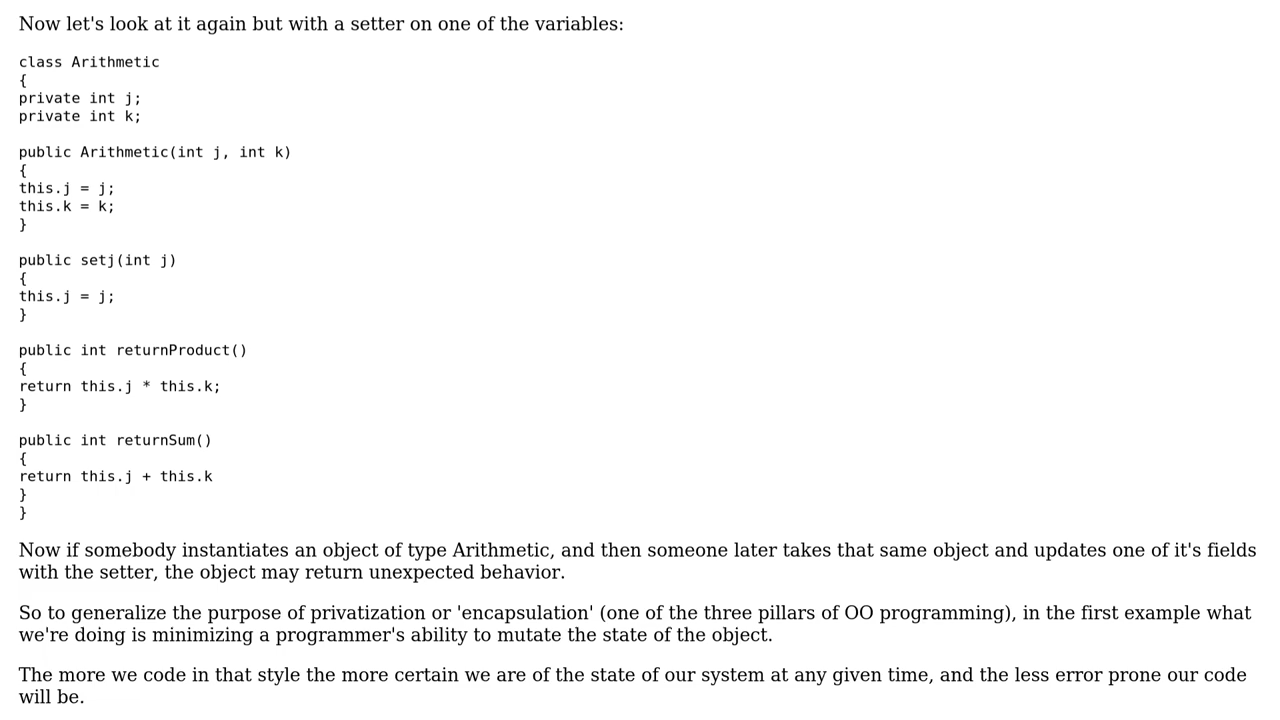 Now let's look at it again but with a setter on one of the variables:
class Arithmetic
{
private int j;
private int k;
public Arithmetic(int j, int k)
{
this.j = j;
this.k = k;
}
public setj(int j)
{
this.j = j;
}
public int returnProduct()
{
return this.j * this.k;
}
public int returnSum()
{
return this.j + this.k
}
}
Now if somebody instantiates an object of type Arithmetic, and then someone later takes that same object and updates one of it's fields
with the setter, the object may return unexpected behavior.
So to generalize the purpose of privatization or 'encapsulation' (one of the three pillars of OO programming), in the first example what
we're doing is minimizing a programmer's ability to mutate the state of the object.
The more we code in that style the more certain we are of the state of our system at any given time, and the less error prone our code
will be.